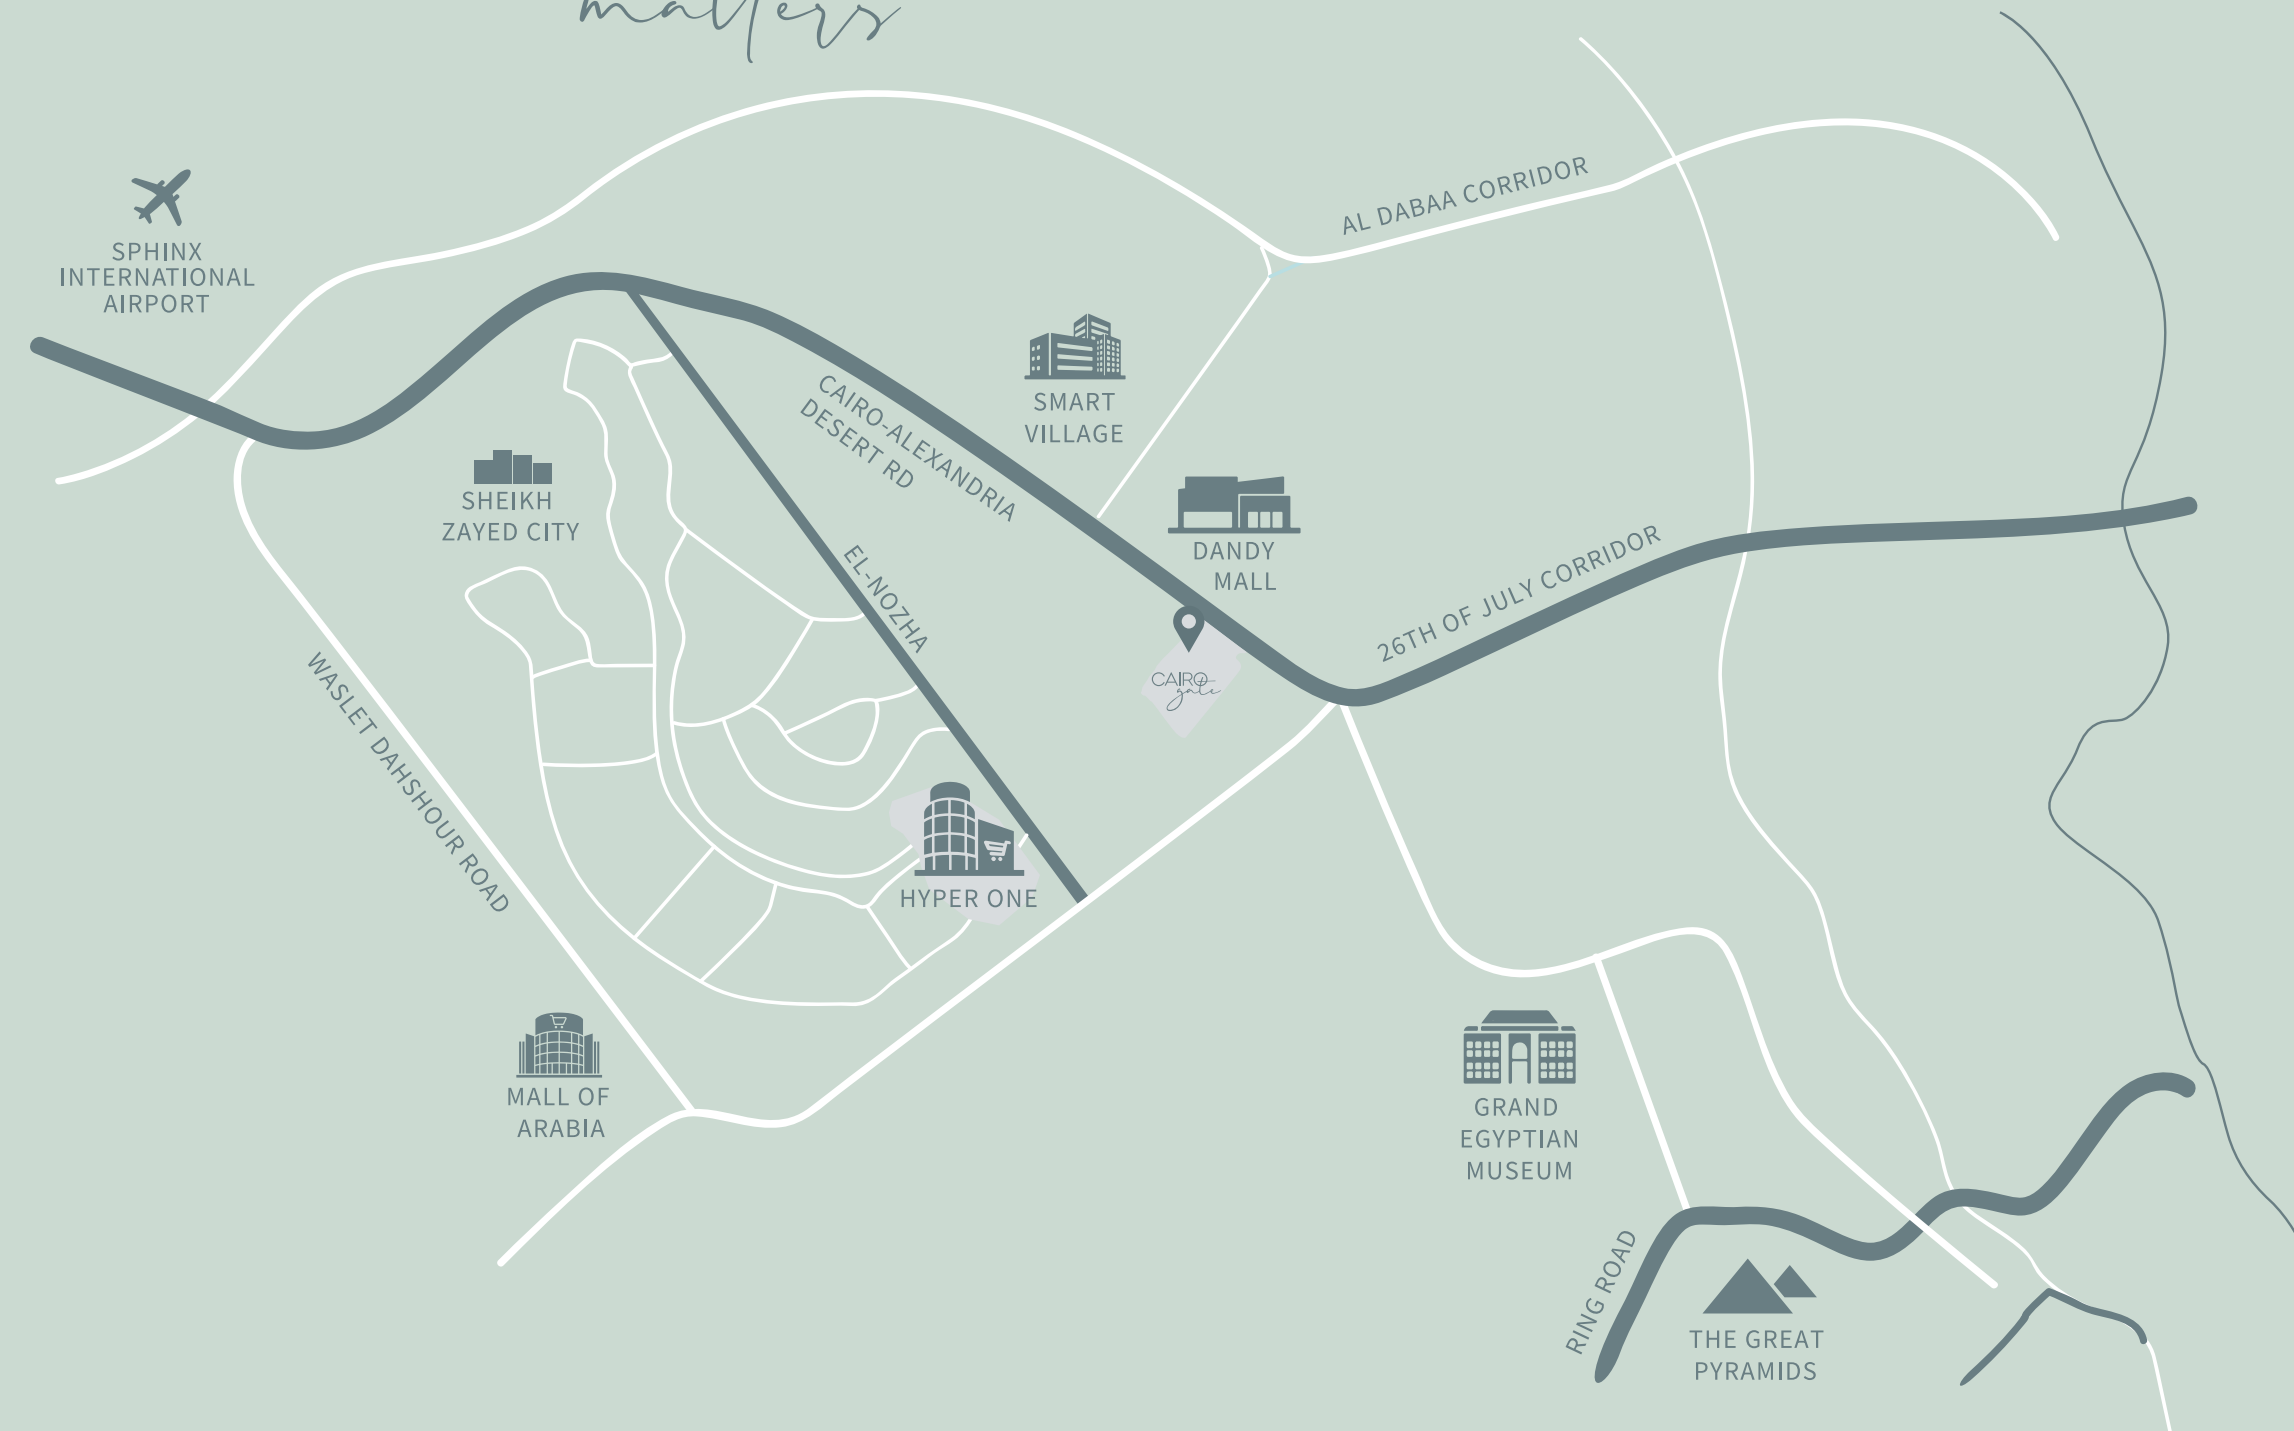 matters
AL DABAA CORRIDOR
SPHINX
INTERNATIONAL
AIRPORT
CAIRO-ALEXANDRIA
DESERT RD
SMART
VILLAGE
SHEIKH
ZAYED CITY
DANDY
MALL
EL-NOZHA
26TH OF JULY CORRIDOR
CAIRO
gate
WASLET DAHSHOUR ROAD
HYPER ONE
MALL OF
ARABIA
GRAND
EGYPTIAN
MUSEUM
RING ROAD
THE GREAT
PYRAMIDS